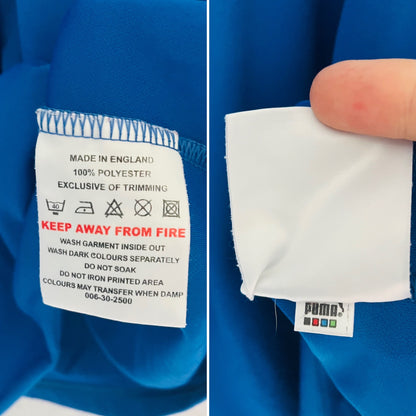 MADE IN ENGLAND
100% POLYESTER
EXCLUSIVE OF TRIMMING
40
KEEP AWAY FROM FIRE
WASH GARMENT INSIDE OUT
WASH DARK COLOURS SEPARATELY
DO NOT SOAK
DO NOT IRON PRINTED AREA
COLOURS MAY TRANSFER WHEN DAMP
006-30-2500
PUMA